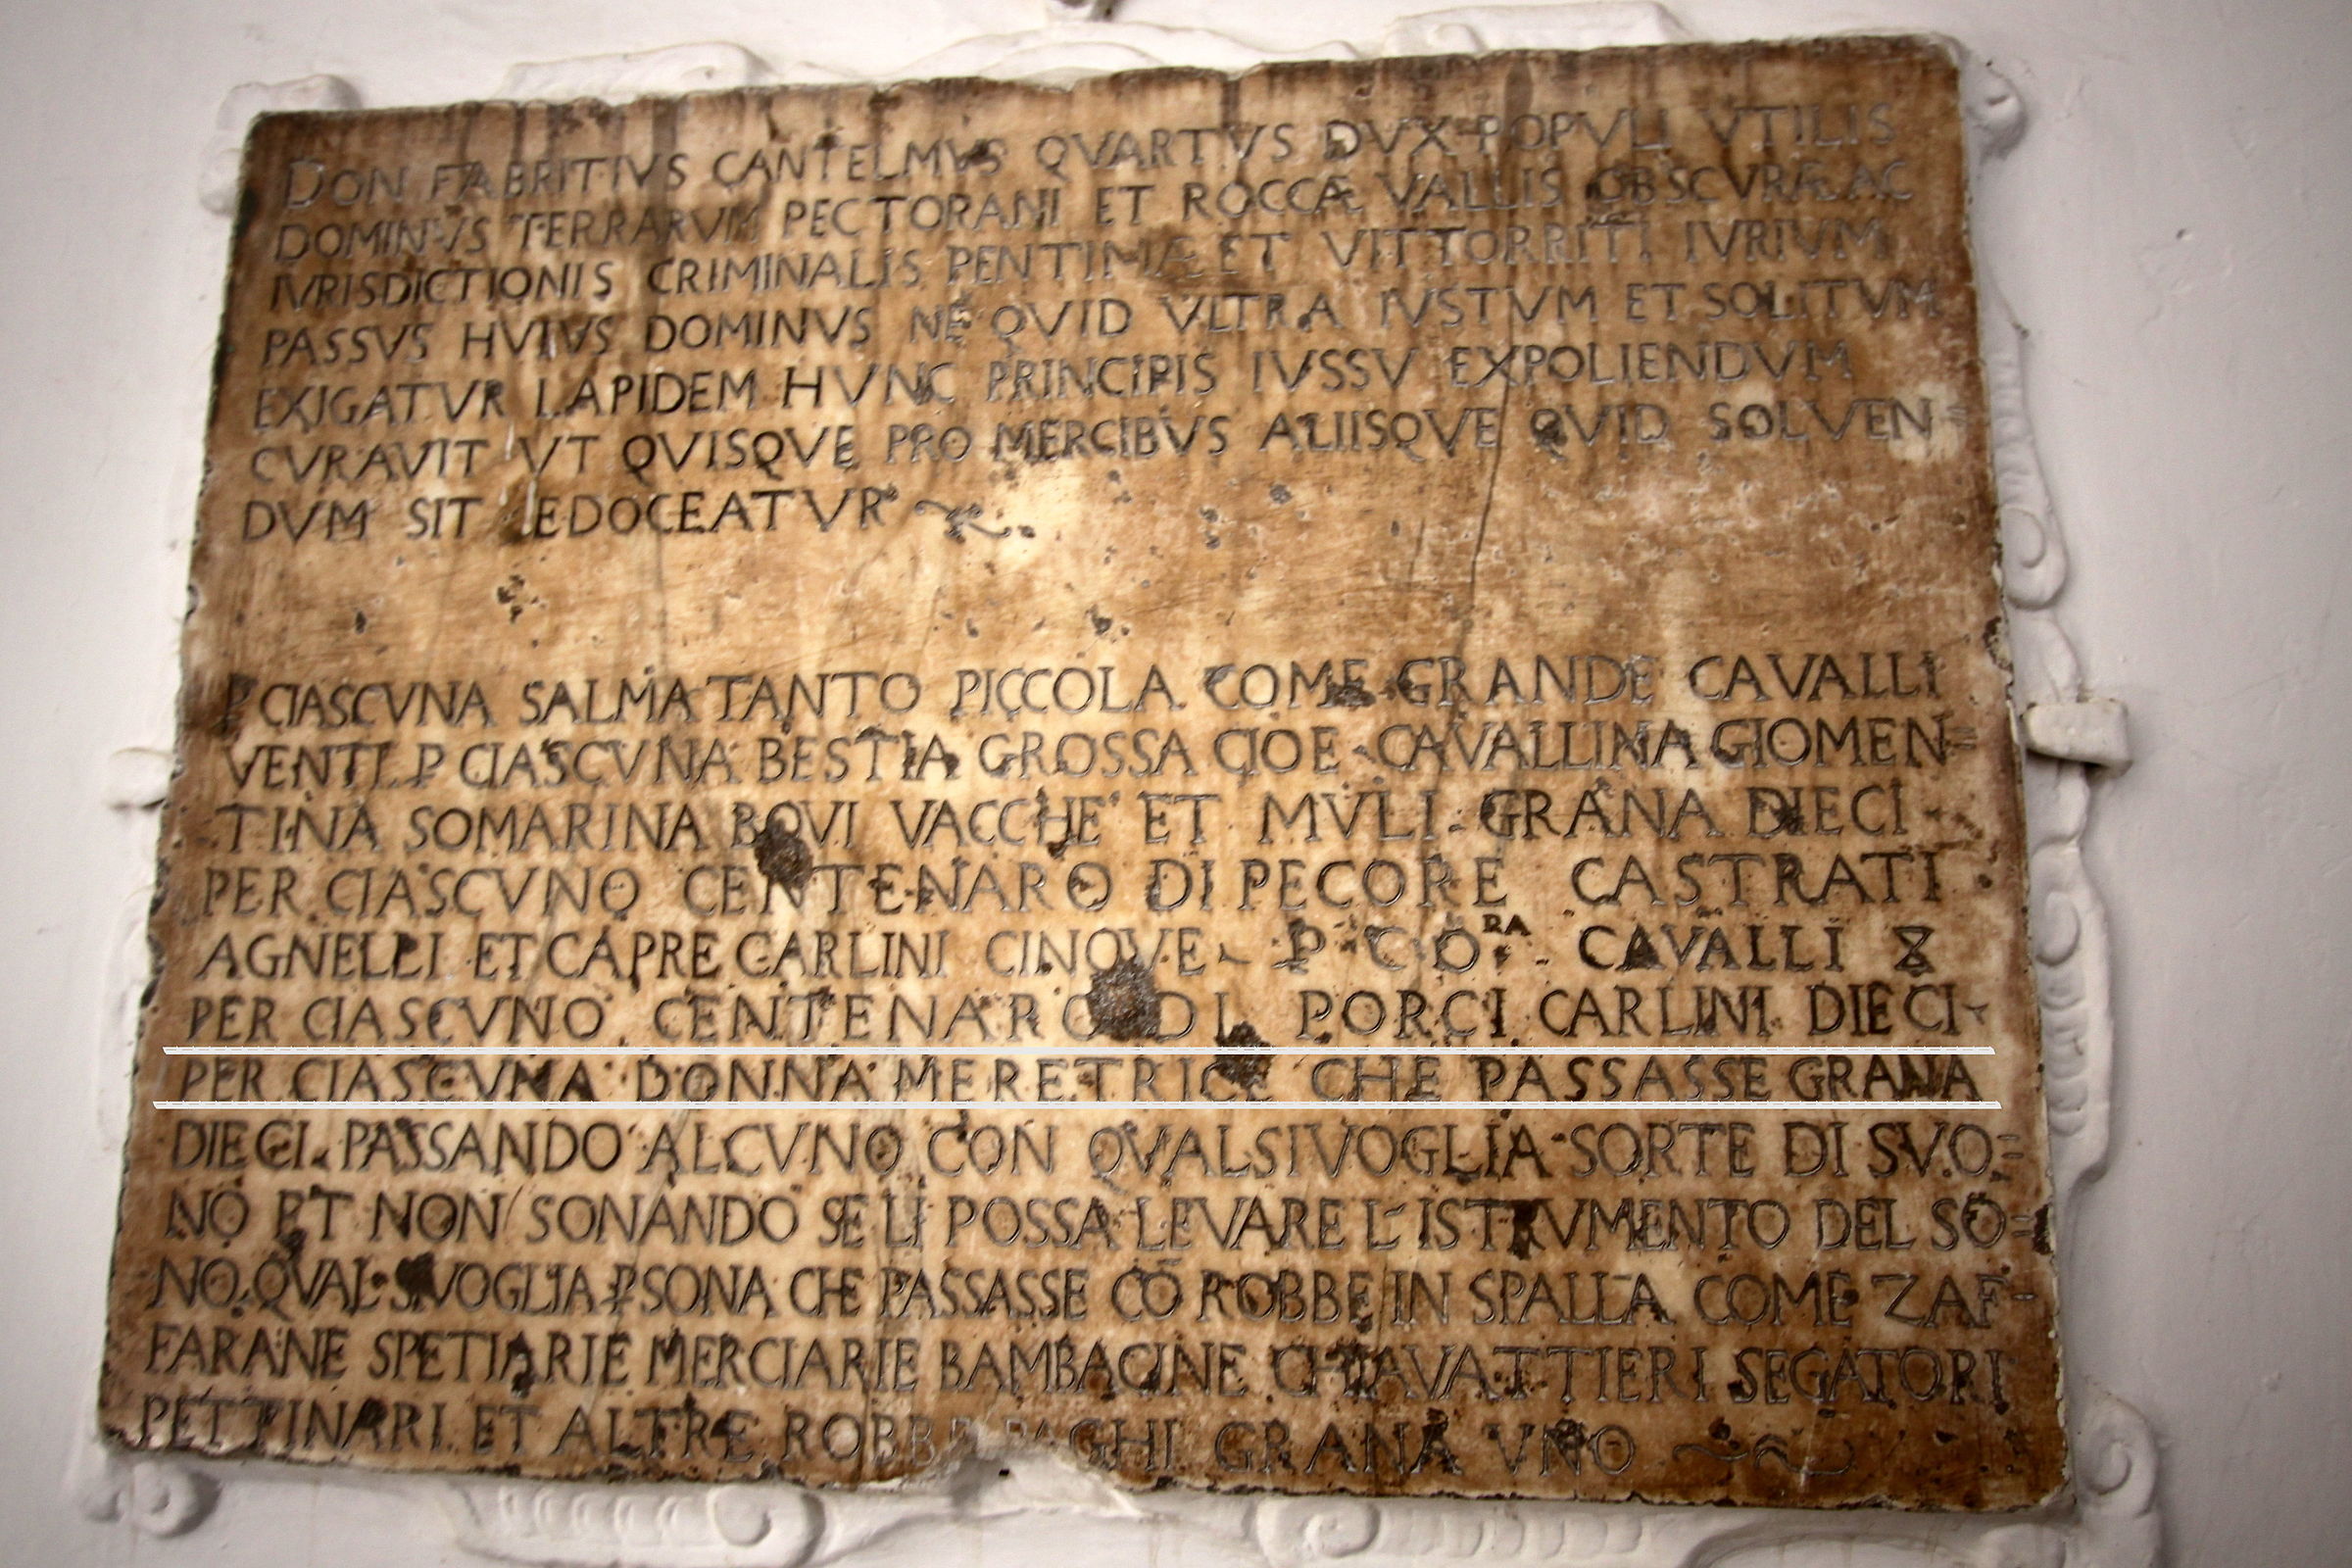 DON FABRITIVS CANTELMVS QVARTVS DVX POPVLI VTILIS
DOMINVS TERRARVM PECTORANI ET ROCCÆ VALLIS OBSCVRÆ AC
IVRISDICTIONIS CRIMINALIS PENTIMÆ ET VITTORRITI IVRIVM
PASSVS HVIVS DOMINVS NE QVID VLTRA IVSTVM ET SOLITVM
EXIGATVR LAPIDEM HVNC PRINCIPIS IVSSV EXPOLIENDVM
CVRAVIT VT QVISQVE PRO MERCIBVS ALIISQVE QVID SOLVEN=
DVM SIT EDOCEATVR
P CIASCVNA SALMA TANTO PICCOLA COME GRANDE CAVALLI
VENTI P CIASCVNA BESTIA GROSSA CIOE CAVALLINA GIOMEN=
TINA SOMARINA BOVI VACCHE ET MVLI GRANA DIECI
PER CIASCVNO CENTENARO DI PECORE CASTRATI
AGNELLI ET CAPRE CARLINI CINQVE P CO RA CAVALLI 8
PER CIASCVNO CENTENARO DI PORCI CARLINI DIECI
PER CIASCVNA DONNA MERETRICE CHE PASSASSE GRANA
DIECI PASSANDO ALCVNO CON QVALSIVOGLIA SORTE DI SVO=
NO ET NON SONANDO SE LI POSSA LEVARE L'ISTRVMENTO DEL SO=
NO QVALSIVOGLIA PSONA CHE PASSASSE CÕ ROBBE IN SPALLA COME ZAF=
FARANE SPETIARIE MERCIARIE BAMBACINE CHIAVATTIERI SEGATORI
PETTINARI ET ALTRE ROBBE PAGHI GRANA VNO